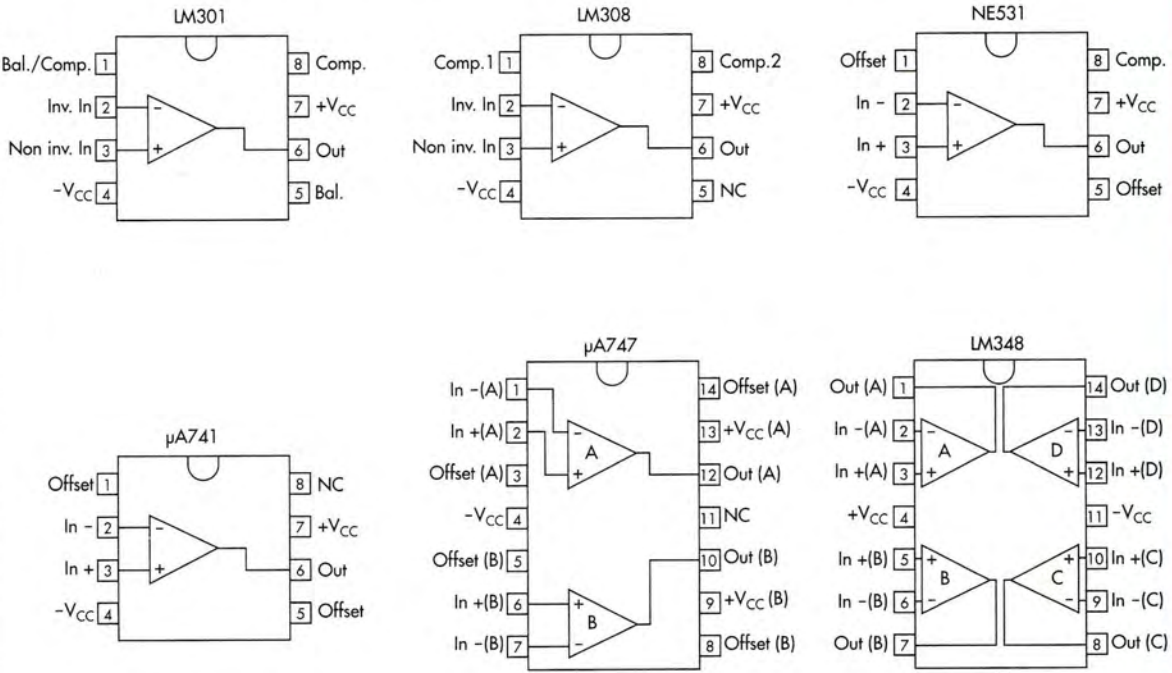 LM301
Bal./Comp. 1
8 Comp.
Inv. In 2 −
7 +VCC
Non inv. In 3 +
6 Out
−VCC 4
5 Bal.
LM308
Comp.1 1
8 Comp.2
Inv. In 2 −
7 +VCC
Non inv. In 3 +
6 Out
−VCC 4
5 NC
NE531
Offset 1
8 Comp.
In − 2 −
7 +VCC
In + 3 +
6 Out
−VCC 4
5 Offset
µA741
Offset 1
8 NC
In − 2 −
7 +VCC
In + 3 +
6 Out
−VCC 4
5 Offset
µA747
In −(A) 1 −
14 Offset (A)
In +(A) 2 A
13 +VCC (A)
Offset (A) 3 +
12 Out (A)
−VCC 4
11 NC
Offset (B) 5
10 Out (B)
In +(B) 6 +
9 +VCC (B)
B
In −(B) 7 −
8 Offset (B)
LM348
Out (A) 1
14 Out (D)
In −(A) 2 −
− 13 In −(D)
A D
In +(A) 3 +
+ 12 In +(D)
+VCC 4
11 −VCC
In +(B) 5 +
+ 10 In +(C)
B C
In −(B) 6 −
− 9 In −(C)
Out (B) 7
8 Out (C)